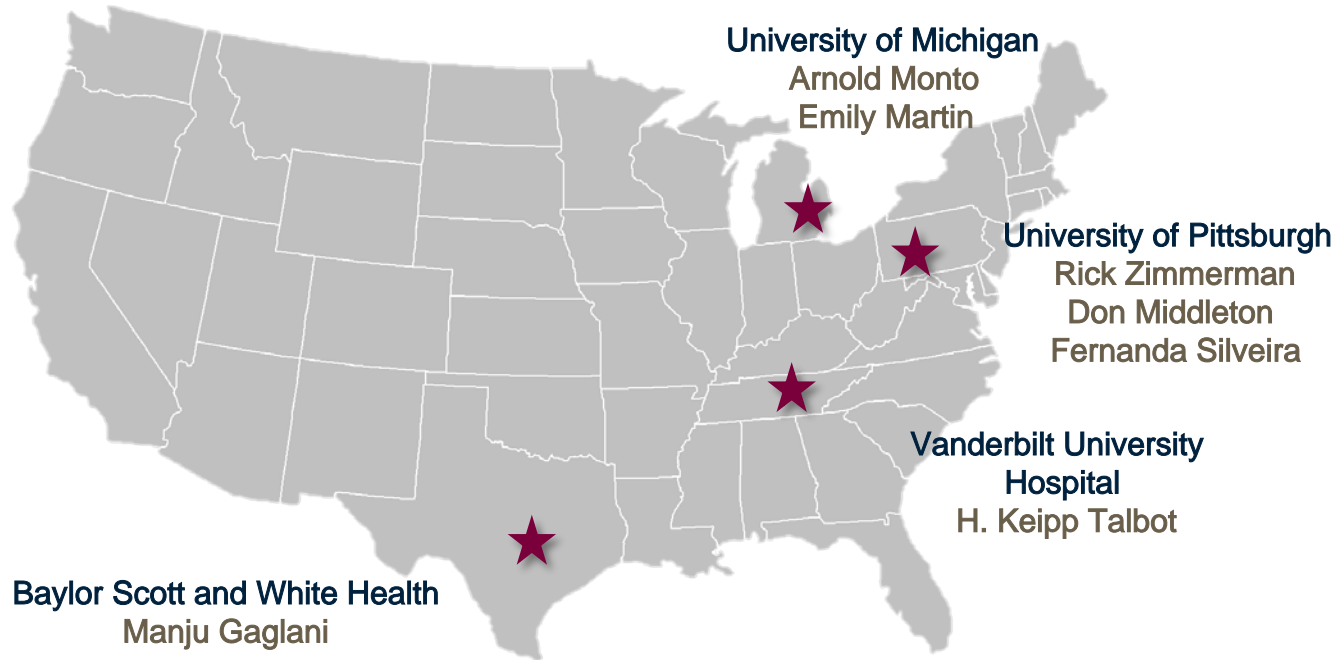 University of Michigan
Arnold Monto
Emily Martin
University of Pittsburgh
Rick Zimmerman
Don Middleton
Fernanda Silveira
Vanderbilt University
Hospital
H. Keipp Talbot
Baylor Scott and White Health
Manju Gaglani